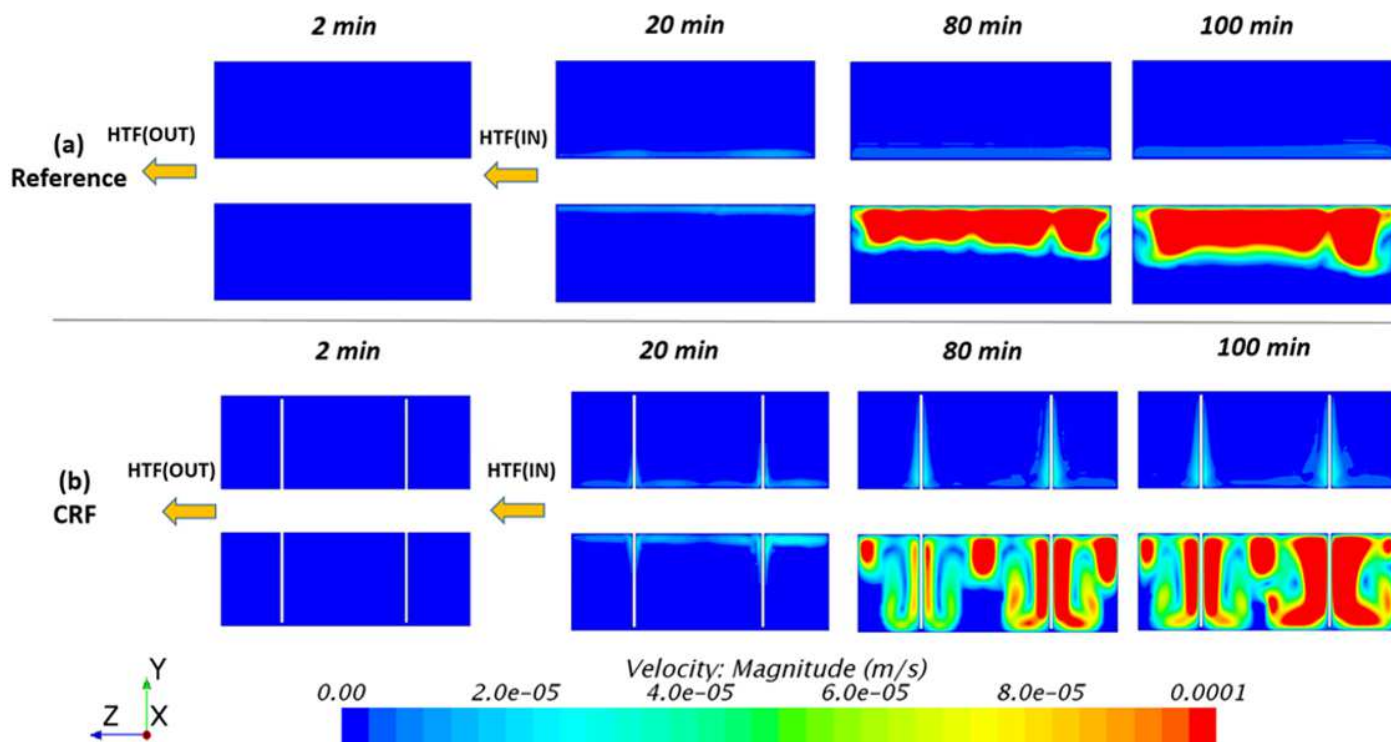 2 min 20 min 80 min 100 min
(a)
Reference
HTF(OUT) HTF(IN)
2 min 20 min 80 min 100 min
(b)
CRF
HTF(OUT) HTF(IN)
Y
Z X
Velocity: Magnitude (m/s)
0.00 2.0e-05 4.0e-05 6.0e-05 8.0e-05 0.0001